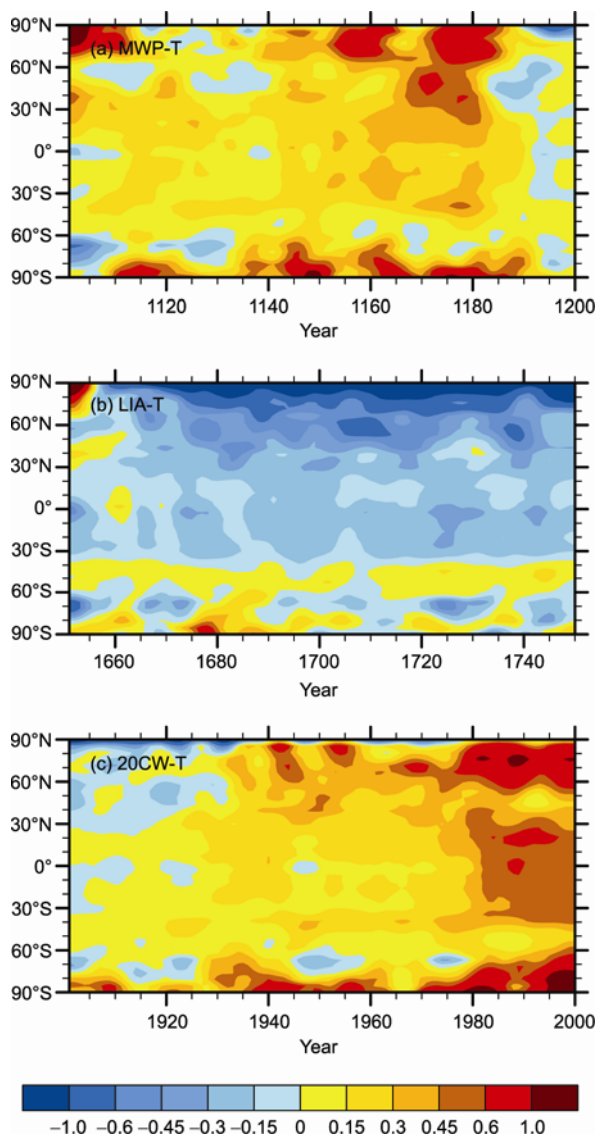 90°N
(a) MWP-T
60°N
30°N
0°
30°S
60°S
90°S
1120 1140 1160 1180 1200
Year
90°N
(b) LIA-T
60°N
30°N
0°
30°S
60°S
90°S
1660 1680 1700 1720 1740
Year
90°N
(c) 20CW-T
60°N
30°N
0°
30°S
60°S
90°S
1920 1940 1960 1980 2000
Year
−1.0 −0.6 −0.45 −0.3 −0.15 0 0.15 0.3 0.45 0.6 1.0